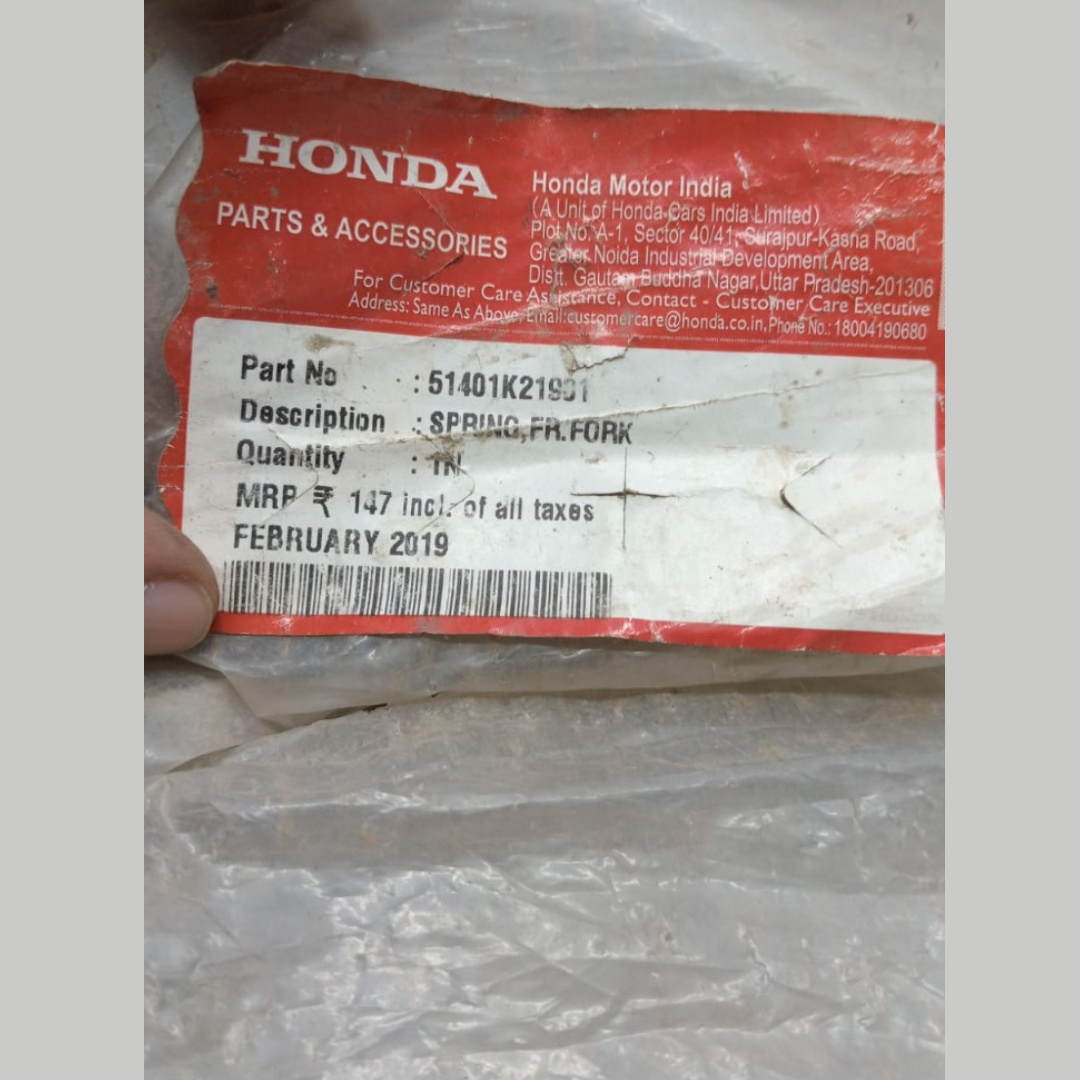 HONDA
PARTS & ACCESSORIES
Honda Motor India
(A Unit of Honda Cars India Limited)
Plot No. A-1, Sector 40/41, Surajpur-Kasna Road,
Greater Noida Industrial Development Area,
Distt. Gautam Buddha Nagar, Uttar Pradesh-201306
For Customer Care Assistance, Contact - Customer Care Executive
Address: Same As Above, Email:customercare@honda.co.in, Phone No.: 18004190680
Part No : 51401K21901
Description : SPRING,FR.FORK
Quantity : 1N
MRP ₹ 147 incl. of all taxes
FEBRUARY 2019